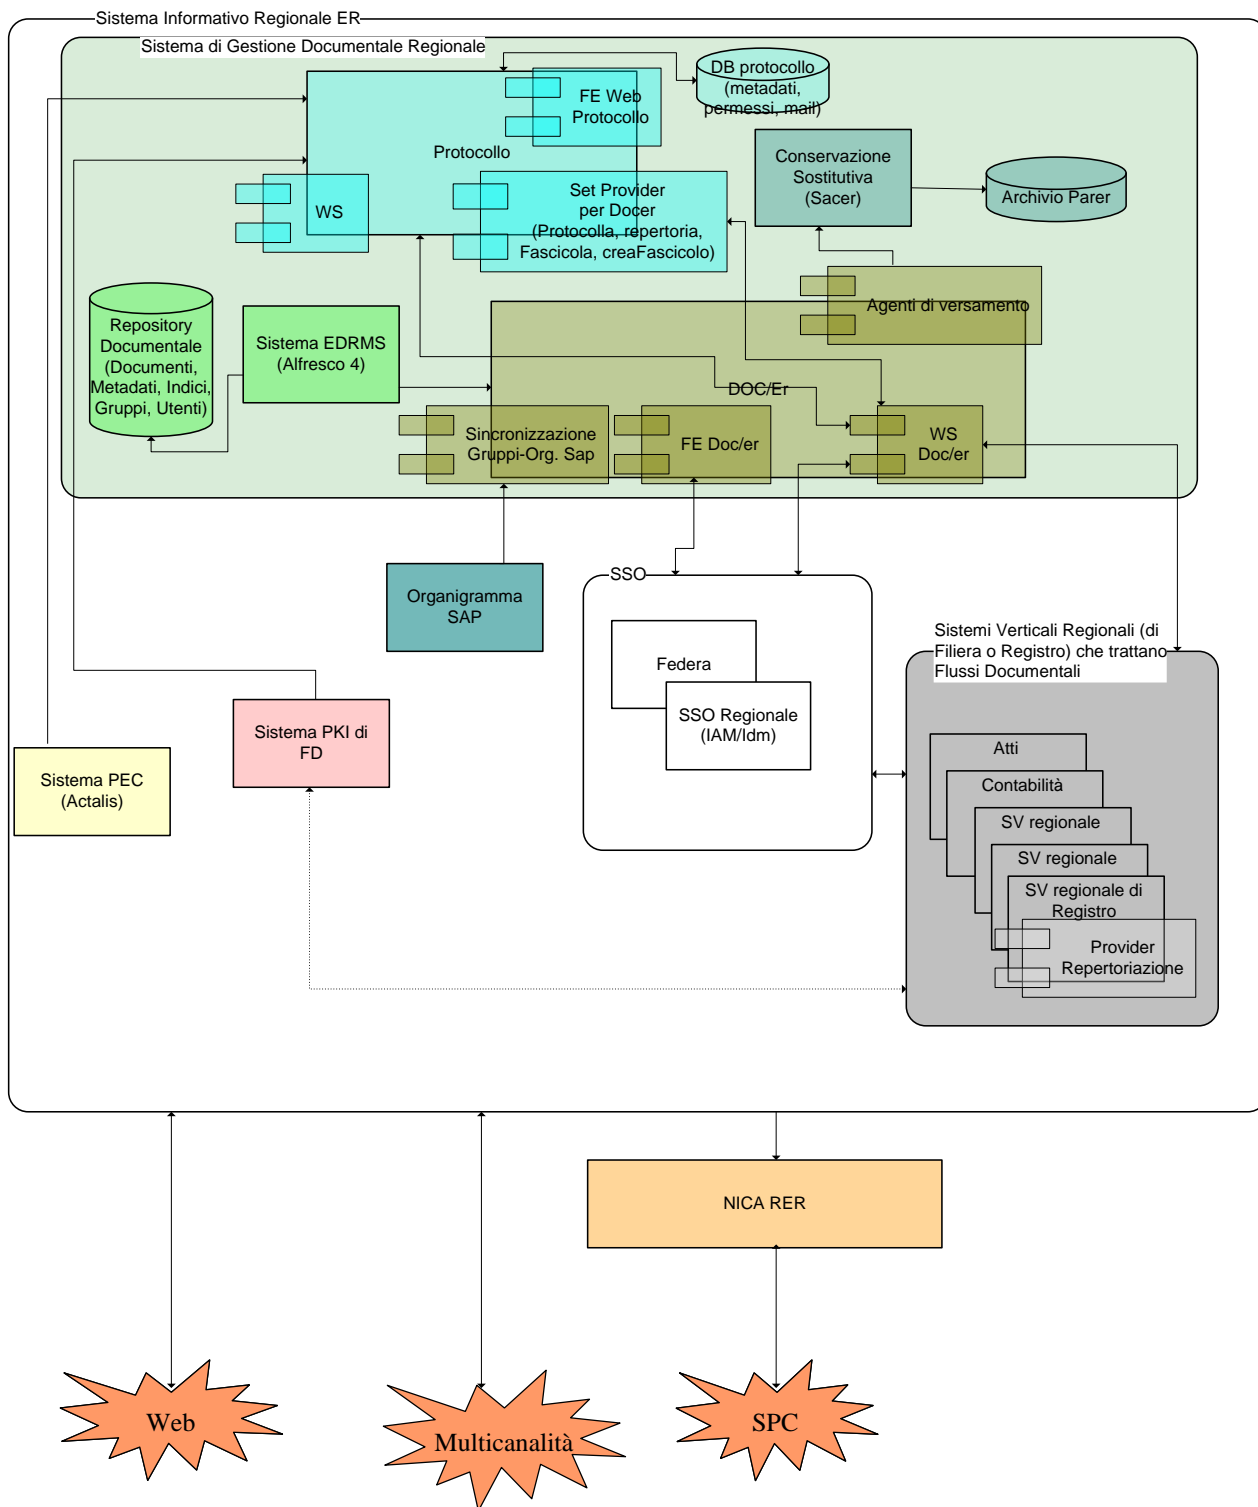 Sistema Informativo Regionale ER
Sistema di Gestione Documentale Regionale
DB protocollo
(metadati,
permessi, mail)
FE Web
Protocollo
Protocollo
Conservazione
Sostitutiva
(Sacer)
Archivio Parer
WS
Set Provider
per Docer
(Protocolla, repertoria,
Fascicola, creaFascicolo)
Agenti di versamento
Repository
Documentale
(Documenti,
Metadati, Indici,
Gruppi, Utenti)
Sistema EDRMS
(Alfresco 4)
DOC/Er
Sincronizzazione
Gruppi-Org. Sap
FE Doc/er
WS
Doc/er
Organigramma
SAP
SSO
Federa
SSO Regionale
(IAM/Idm)
Sistemi Verticali Regionali (di
Filiera o Registro) che trattano
Flussi Documentali
Sistema PKI di
FD
Sistema PEC
(Actalis)
Atti
Contabilità
SV regionale
SV regionale
SV regionale di
Registro
Provider
Repertoriazione
NICA RER
Web
Multicanalità
SPC